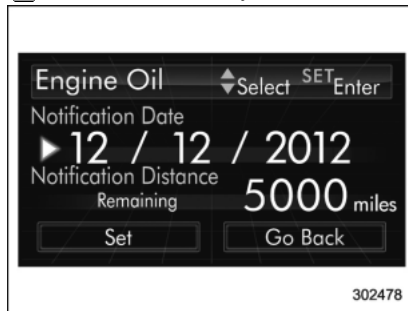 Engine Oil Select SET Enter
Notification Date
12 / 12 / 2012
Notification Distance
Remaining 5000 miles
Set Go Back
302478